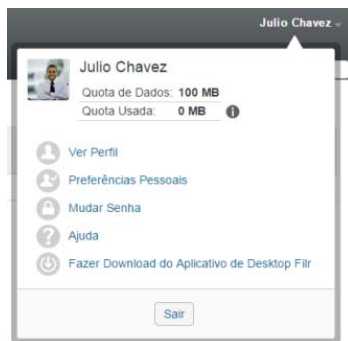 Julio Chavez
Julio Chavez
Quota de Dados: 100 MB
Quota Usada: 0 MB
Ver Perfil
Preferências Pessoais
Mudar Senha
Ajuda
Fazer Download do Aplicativo de Desktop Filr
Sair